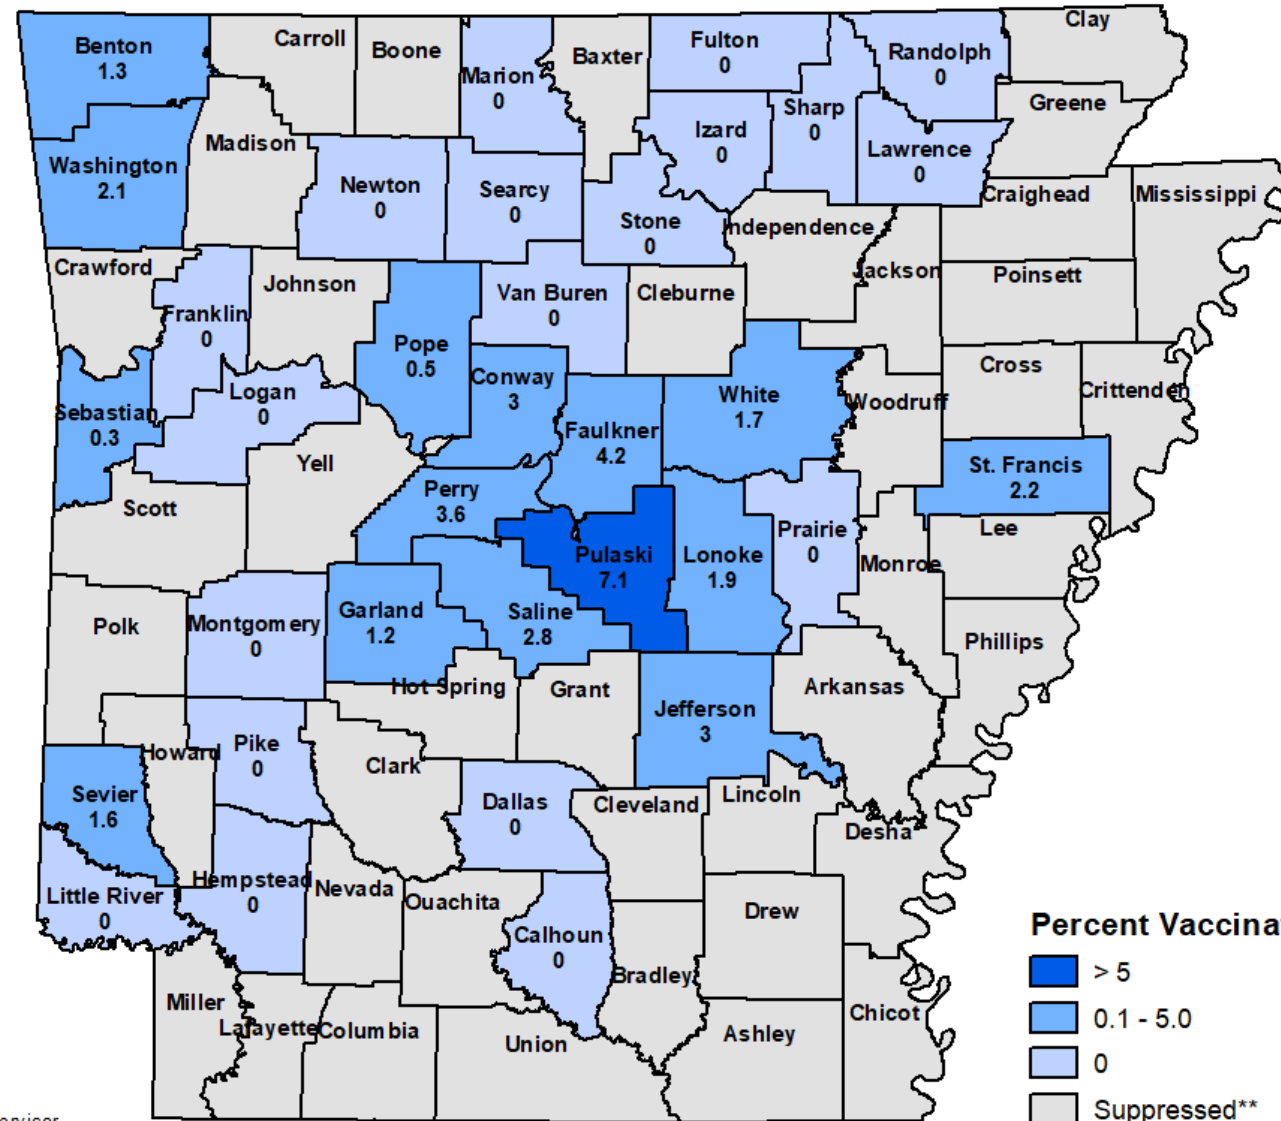 Benton
1.3
Carroll
Boone
Marion
0
Baxter
Fulton
0
Randolph
0
Clay
Washington
2.1
Madison
Newton
0
Searcy
0
Stone
0
Izard
0
Sharp
0
Lawrence
0
Greene
Independence
Craighead
Mississippi
Crawford
Franklin
0
Johnson
Pope
0.5
Van Buren
0
Cleburne
Jackson
Poinsett
Sebastian
0.3
Logan
0
Conway
3
Faulkner
4.2
White
1.7
Woodruff
Cross
Crittenden
Scott
Yell
Perry
3.6
Pulaski
7.1
Lonoke
1.9
Prairie
0
Monroe
St. Francis
2.2
Lee
Polk
Montgomery
0
Garland
1.2
Saline
2.8
Phillips
Hot Spring
Grant
Jefferson
3
Arkansas
Howard
Pike
0
Clark
Sevier
1.6
Dallas
0
Cleveland
Lincoln
Desha
Little River
0
Hempstead
0
Nevada
Ouachita
Calhoun
0
Bradley
Drew
Miller
Lafayette
Columbia
Union
Ashley
Chicot
Percent Vaccina
> 5
0.1 - 5.0
0
Suppressed**